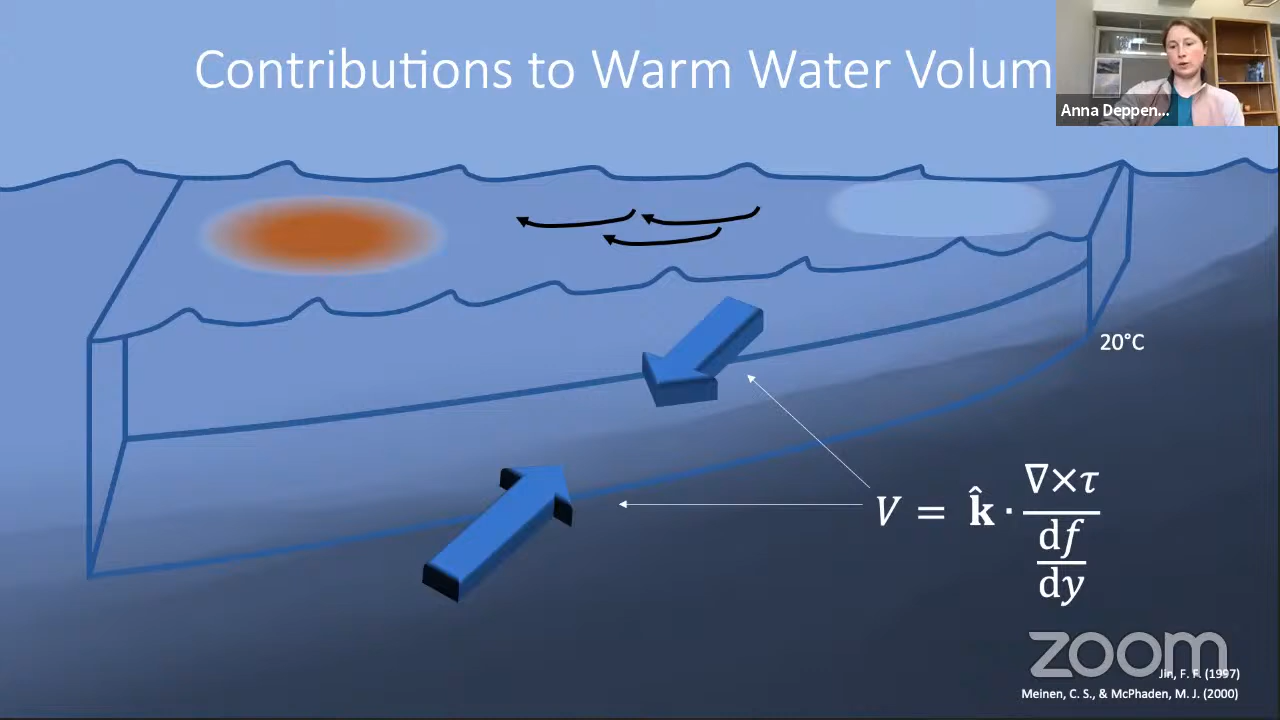 Contributions to Warm Water Volum
Anna Deppen...
20°C
V = k̂ · ∇×τ / (df/dy)
zoom
Jin, F. F. (1997)
Meinen, C. S., & McPhaden, M. J. (2000)